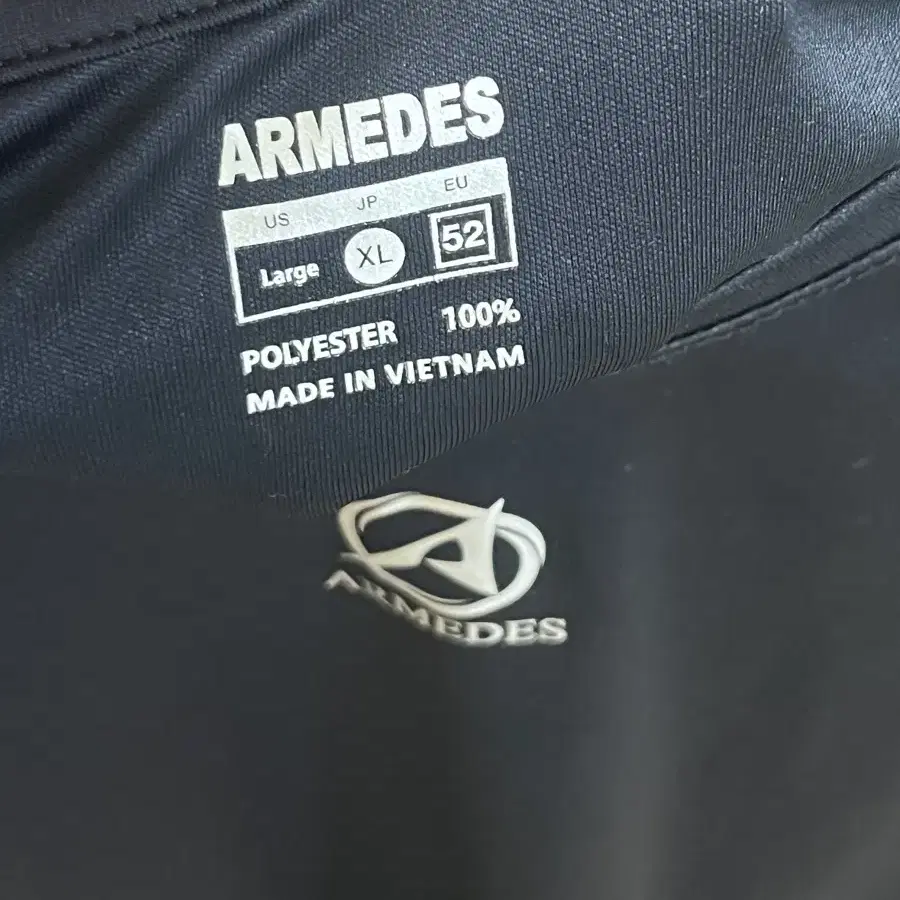 ARMEDES
US JP EU
Large XL 52
POLYESTER 100%
MADE IN VIETNAM
ARMEDES